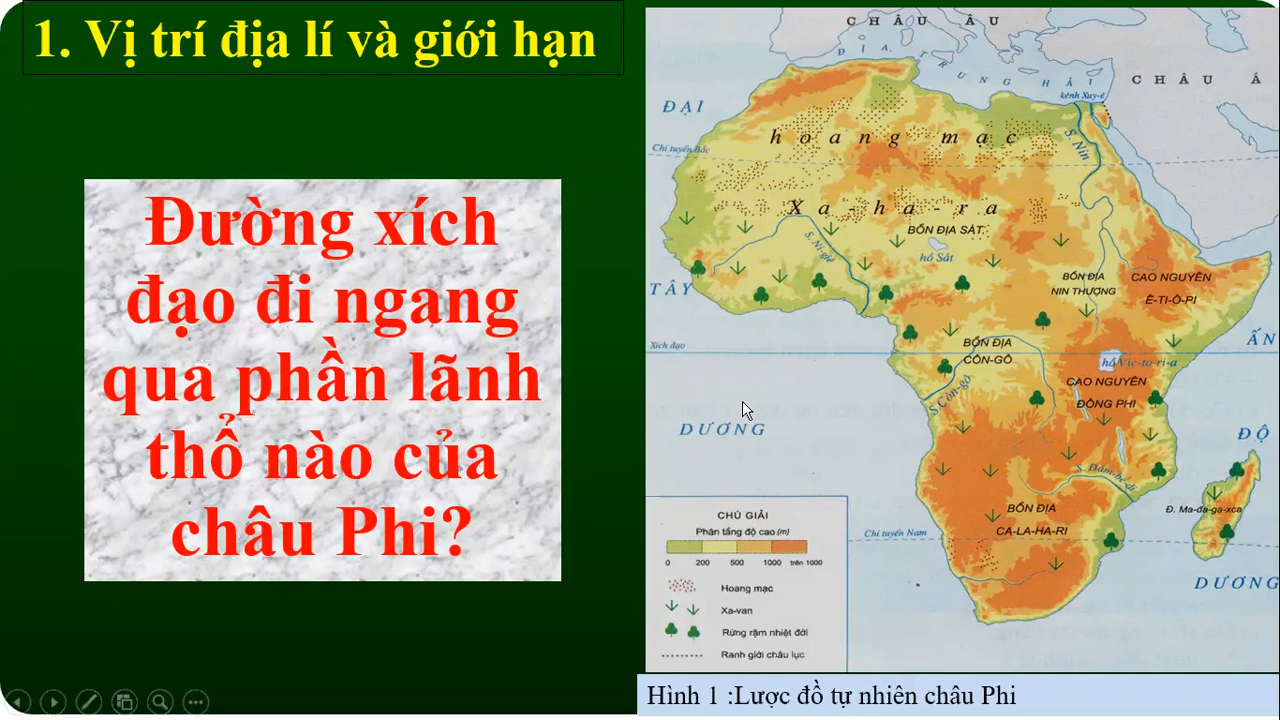 1. Vị trí địa lí và giới hạn
Đường xích
đạo đi ngang
qua phần lãnh
thổ nào của
châu Phi?
CHÂU ÂU
ĐỊA TRUNG HẢI
CHÂU Á
kênh Xuy-ê
ĐẠI
S. Nin
hoang mạc
Chí tuyến Bắc
Xa-ha-ra
BỒN ĐỊA SÁT
S. Ni-giê
hồ Sát
BỒN ĐỊA
NIN THƯỢNG
CAO NGUYÊN
Ê-TI-Ô-PI
TÂY
Xích đạo
BỒN ĐỊA
CÔN-GÔ
ẤN
hồ Vic-to-ri-a
CAO NGUYÊN
ĐÔNG PHI
S. Côn-gô
DƯƠNG
ĐỘ
S. Dăm-be-di
BỒN ĐỊA
CA-LA-HA-RI
Đ. Ma-đa-ga-xca
Chí tuyến Nam
DƯƠNG
CHÚ GIẢI
Phân tầng độ cao (m)
0 200 500 1000 trên 1000
Hoang mạc
Xa-van
Rừng rậm nhiệt đới
Ranh giới châu lục
Hình 1 :Lược đồ tự nhiên châu Phi